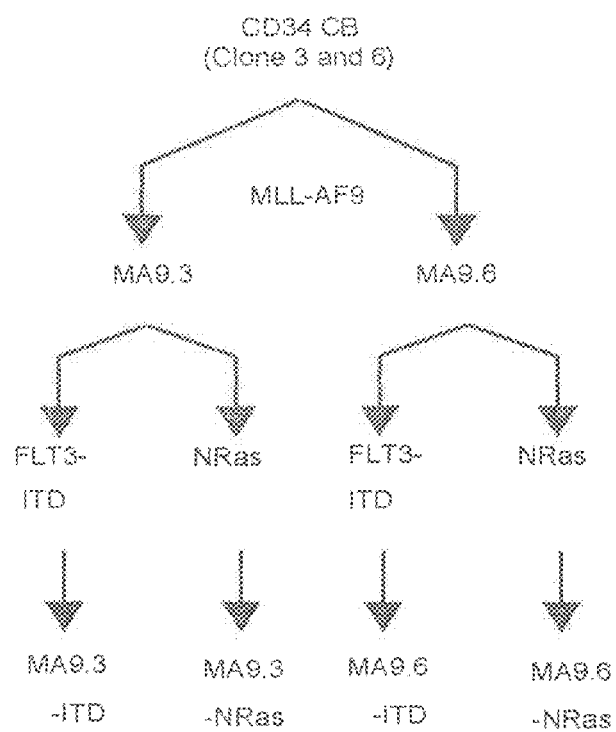 CD34 CB
(Clone 3 and 6)
MLL-AF9
MA9.3 MA9.6
FLT3- NRas FLT3- NRas
ITD ITD
MA9.3 MA9.3 MA9.6 MA9.6
-ITD -NRas -ITD -NRas